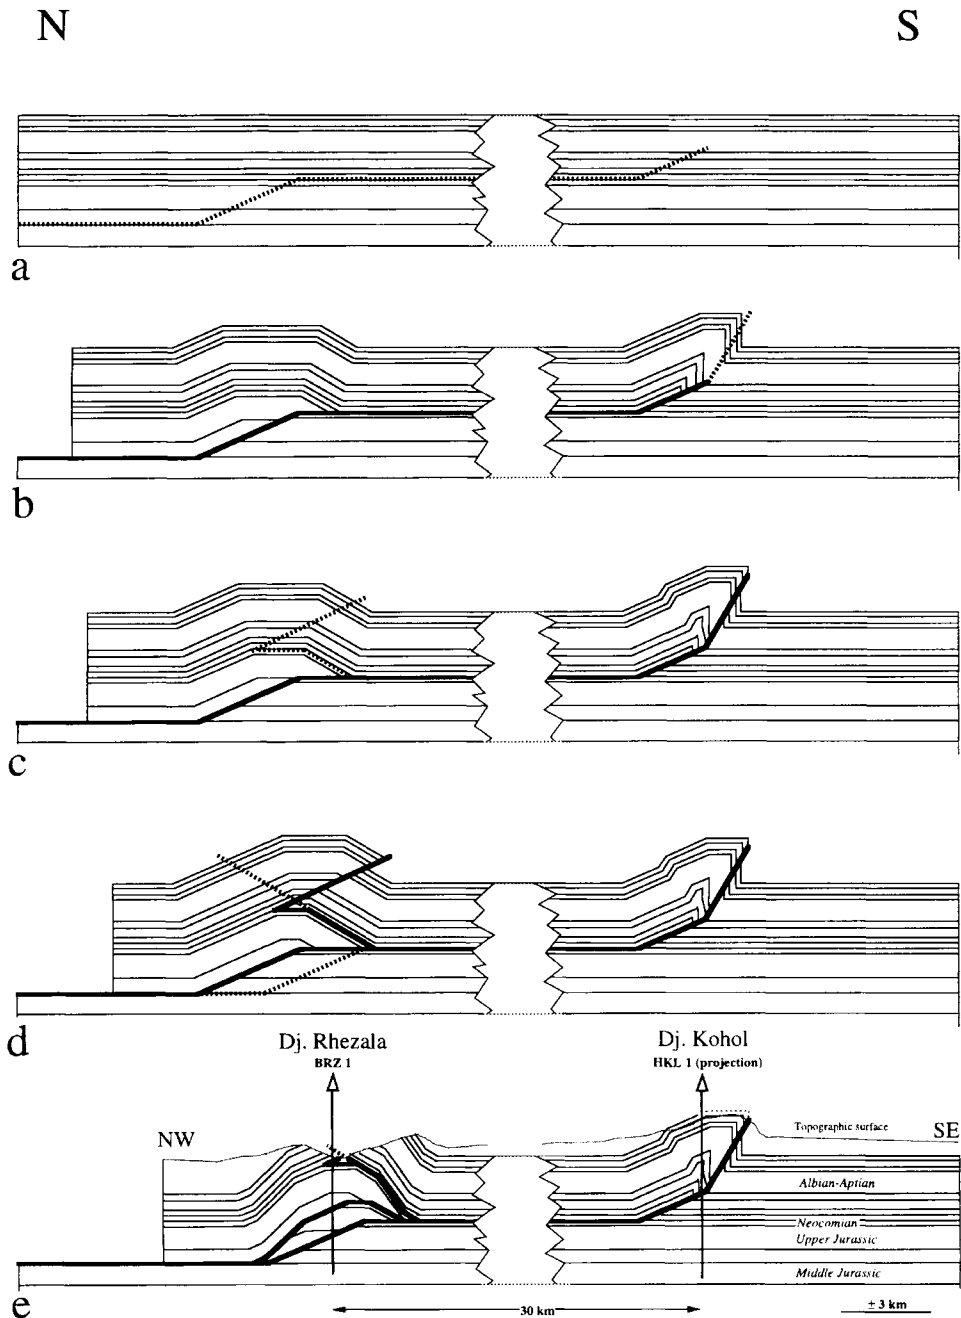 N S
a
b
c
d
Dj. Rhezala Dj. Kohol
BRZ 1 HKL 1 (projection)
NW Topographic surface SE
Albian-Aptian
Neocomian
Upper Jurassic
Middle Jurassic
e
30 km ± 3 km